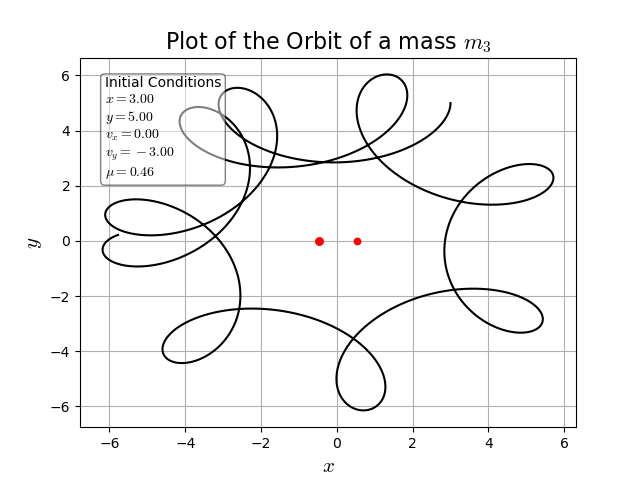 Plot of the Orbit of a mass m₃
Initial Conditions
x = 3.00
y = 5.00
vₓ = 0.00
v_y = −3.00
μ = 0.46
6
4
2
0
−2
−4
−6
y
−6 −4 −2 0 2 4 6
x